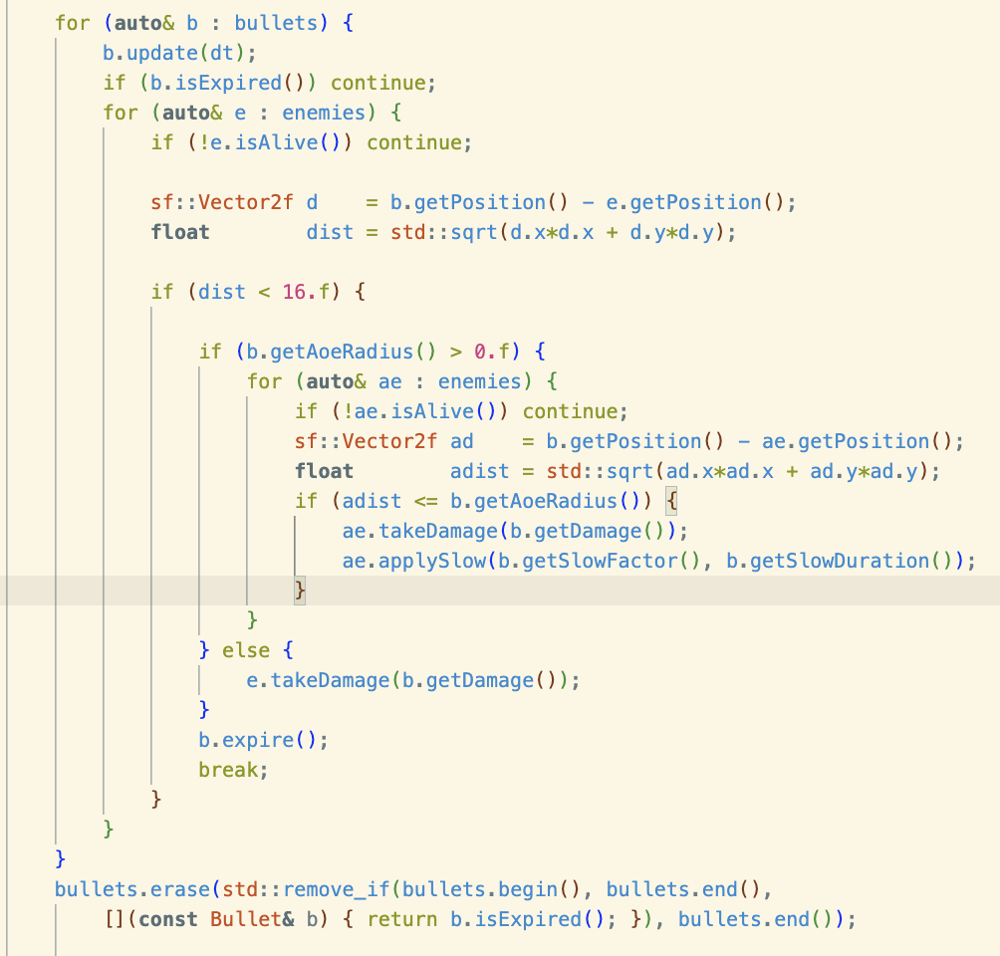 for (auto& b : bullets) {
    b.update(dt);
    if (b.isExpired()) continue;
    for (auto& e : enemies) {
        if (!e.isAlive()) continue;

        sf::Vector2f d    = b.getPosition() - e.getPosition();
        float        dist = std::sqrt(d.x*d.x + d.y*d.y);

        if (dist < 16.f) {

            if (b.getAoeRadius() > 0.f) {
                for (auto& ae : enemies) {
                    if (!ae.isAlive()) continue;
                    sf::Vector2f ad    = b.getPosition() - ae.getPosition();
                    float        adist = std::sqrt(ad.x*ad.x + ad.y*ad.y);
                    if (adist <= b.getAoeRadius()) {
                        ae.takeDamage(b.getDamage());
                        ae.applySlow(b.getSlowFactor(), b.getSlowDuration());
                    }
                }
            } else {
                e.takeDamage(b.getDamage());
            }
            b.expire();
            break;
        }
    }
}
bullets.erase(std::remove_if(bullets.begin(), bullets.end(),
    [](const Bullet& b) { return b.isExpired(); }), bullets.end());